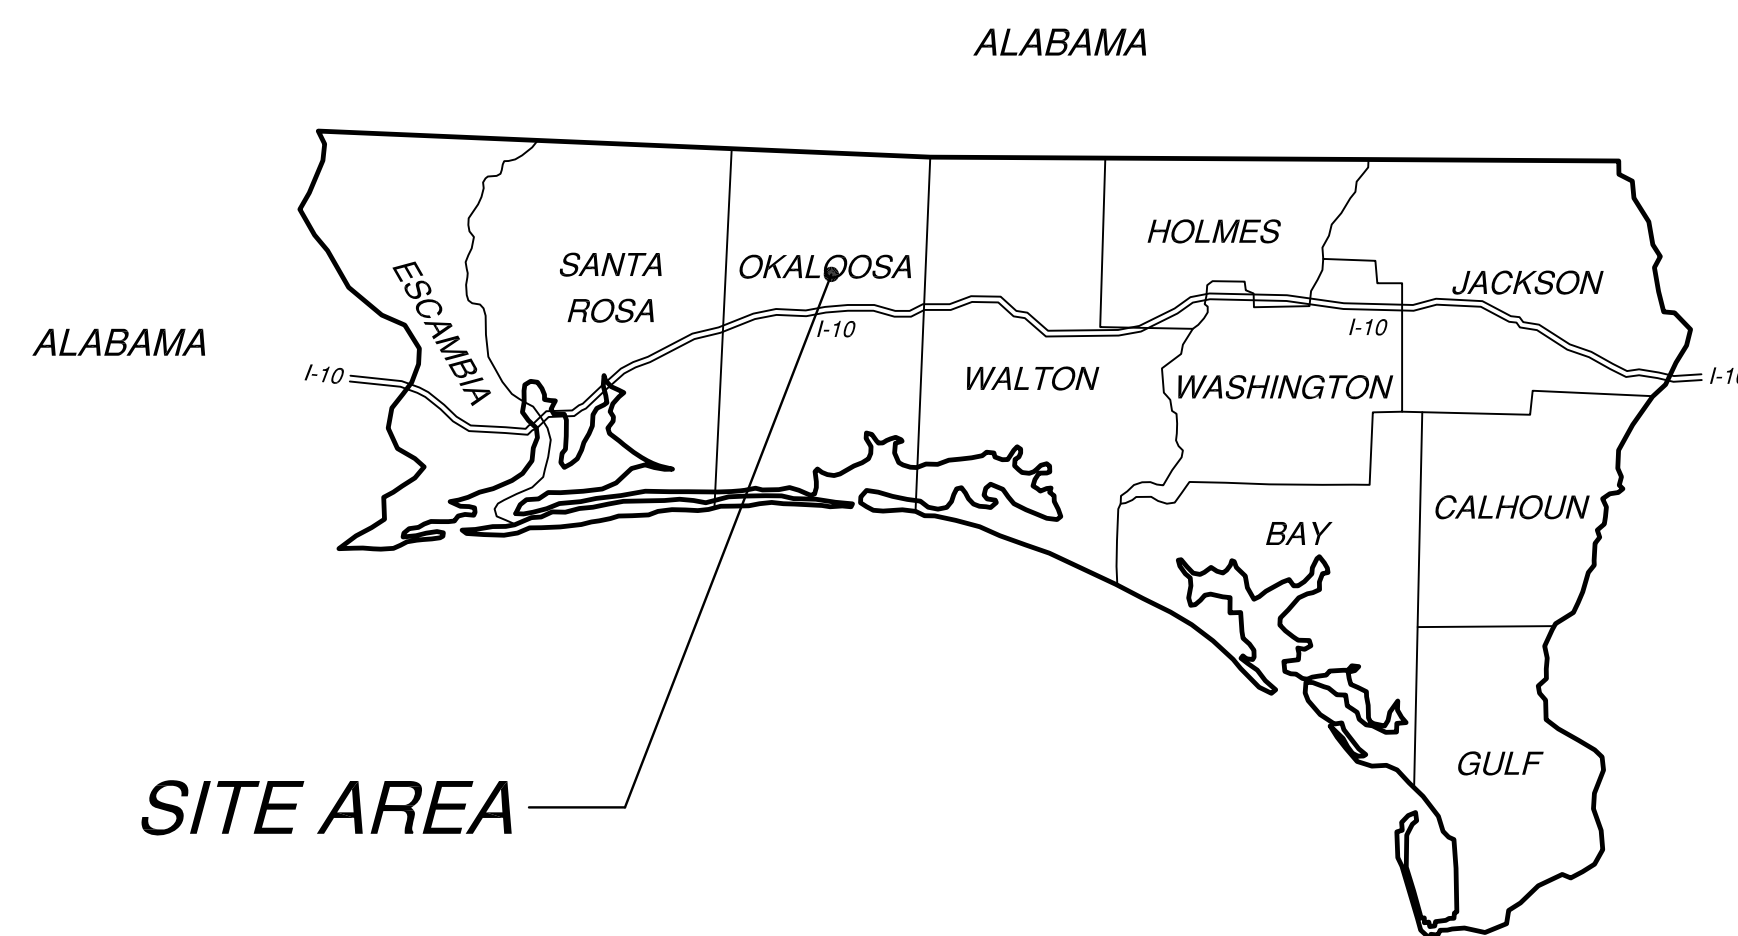 ALABAMA
HOLMES
SANTA
ROSA
OKALOOSA
JACKSON
ESCAMBIA
ALABAMA
I-10
I-10
I-10
I-10
WALTON
WASHINGTON
CALHOUN
BAY
GULF
SITE AREA